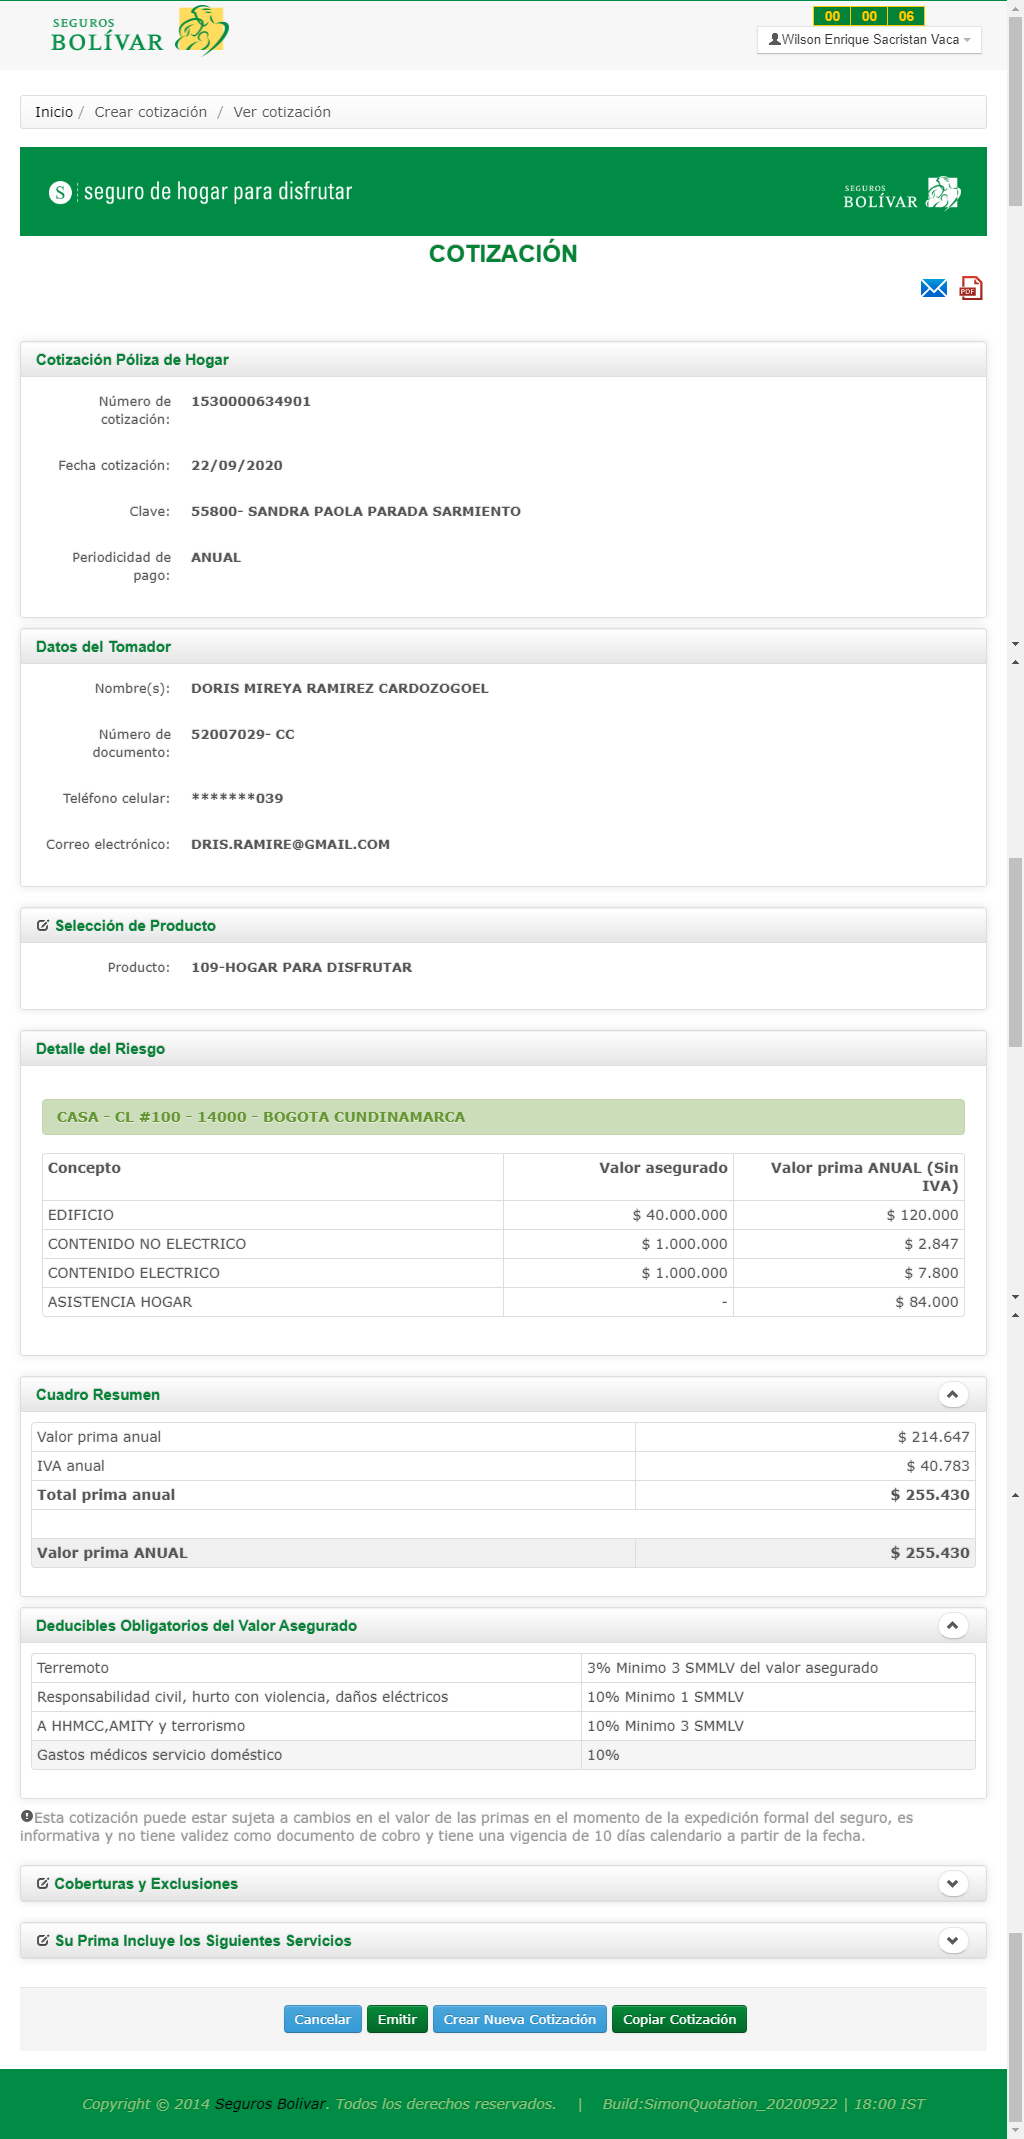 SEGUROS
BOLÍVAR
00 00 06
Wilson Enrique Sacristan Vaca
Inicio / Crear cotización / Ver cotización
S seguro de hogar para disfrutar
SEGUROS
BOLÍVAR
COTIZACIÓN
PDF
Cotización Póliza de Hogar
Número de cotización: 1530000634901
Fecha cotización: 22/09/2020
Clave: 55800- SANDRA PAOLA PARADA SARMIENTO
Periodicidad de pago: ANUAL
Datos del Tomador
Nombre(s): DORIS MIREYA RAMIREZ CARDOZOGOEL
Número de documento: 52007029- CC
Teléfono celular: *******039
Correo electrónico: DRIS.RAMIRE@GMAIL.COM
Selección de Producto
Producto: 109-HOGAR PARA DISFRUTAR
Detalle del Riesgo
CASA - CL #100 - 14000 - BOGOTA CUNDINAMARCA
Concepto Valor asegurado Valor prima ANUAL (Sin IVA)
EDIFICIO $ 40.000.000 $ 120.000
CONTENIDO NO ELECTRICO $ 1.000.000 $ 2.847
CONTENIDO ELECTRICO $ 1.000.000 $ 7.800
ASISTENCIA HOGAR - $ 84.000
Cuadro Resumen
Valor prima anual $ 214.647
IVA anual $ 40.783
Total prima anual $ 255.430
Valor prima ANUAL $ 255.430
Deducibles Obligatorios del Valor Asegurado
Terremoto 3% Minimo 3 SMMLV del valor asegurado
Responsabilidad civil, hurto con violencia, daños eléctricos 10% Minimo 1 SMMLV
A HHMCC,AMITY y terrorismo 10% Minimo 3 SMMLV
Gastos médicos servicio doméstico 10%
Esta cotización puede estar sujeta a cambios en el valor de las primas en el momento de la expedición formal del seguro, es
informativa y no tiene validez como documento de cobro y tiene una vigencia de 10 días calendario a partir de la fecha.
Coberturas y Exclusiones
Su Prima Incluye los Siguientes Servicios
Cancelar Emitir Crear Nueva Cotización Copiar Cotización
Copyright © 2014 Seguros Bolivar. Todos los derechos reservados. | Build:SimonQuotation_20200922 | 18:00 IST